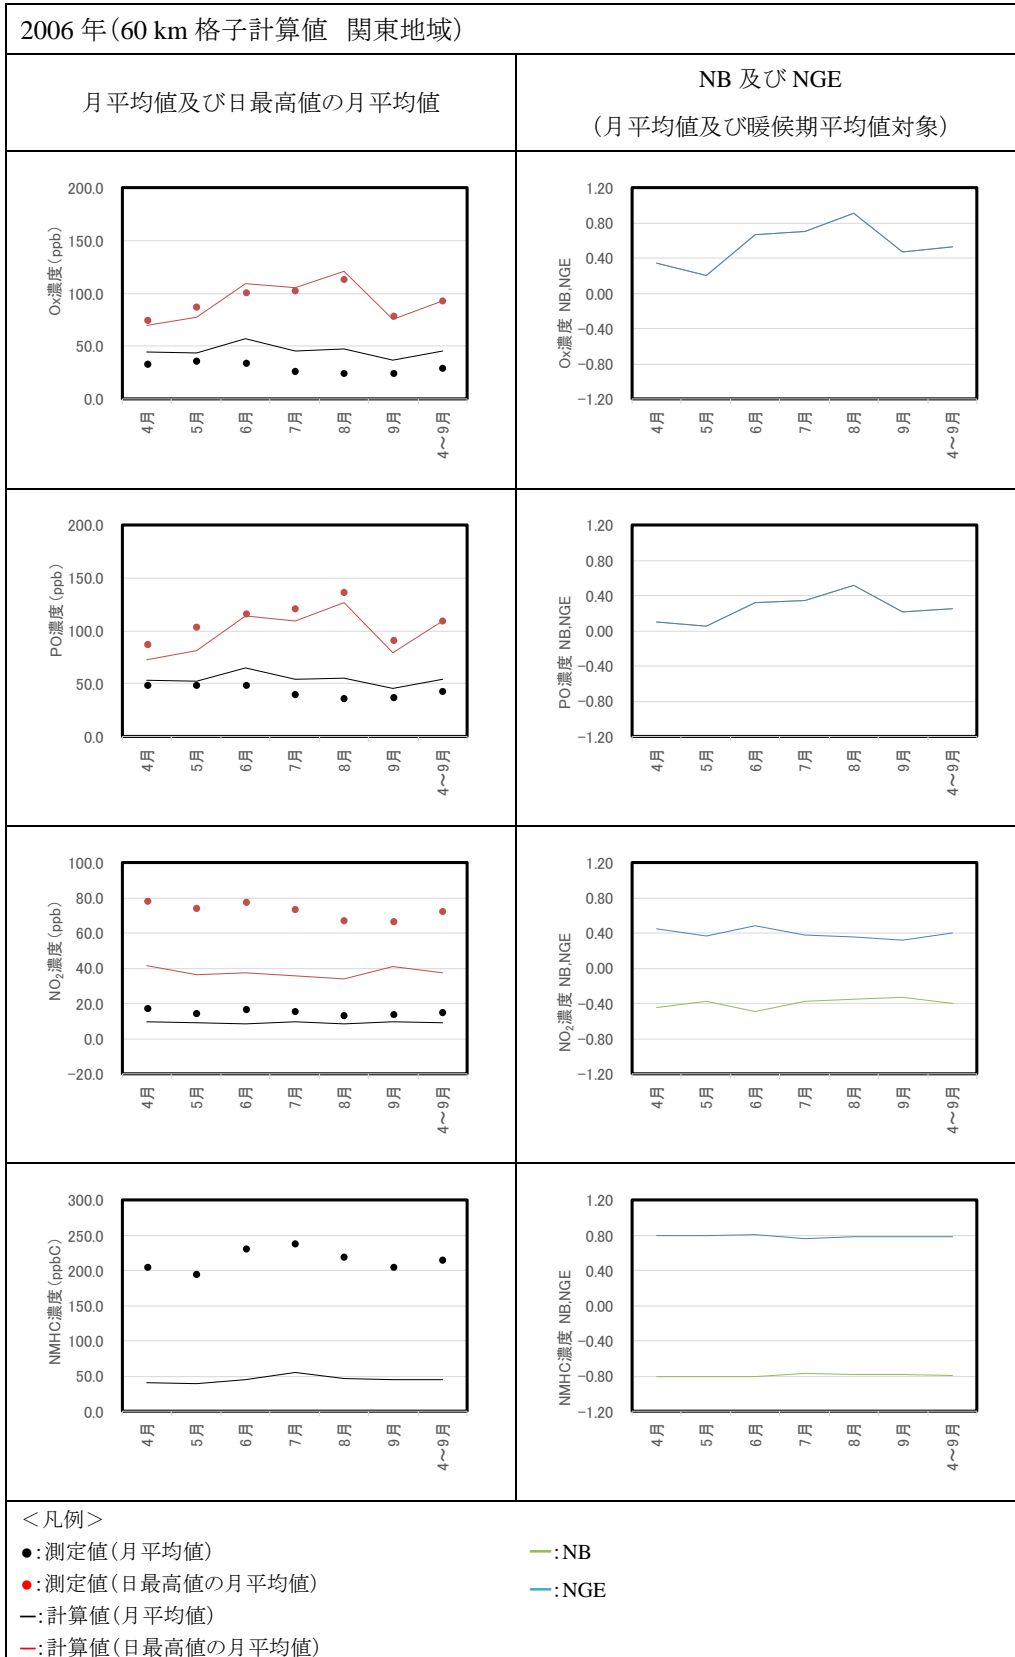 2006 年(60 km 格子計算値 関東地域)
月平均値及び日最高値の月平均値
NB 及び NGE
(月平均値及び暖候期平均値対象)
Ox濃度(ppb)
200.0
150.0
100.0
50.0
0.0
4月
5月
6月
7月
8月
9月
4~9月
Ox濃度 NB,NGE
1.20
0.80
0.40
0.00
-0.40
-0.80
-1.20
4月
5月
6月
7月
8月
9月
4~9月
PO濃度(ppb)
200.0
150.0
100.0
50.0
0.0
4月
5月
6月
7月
8月
9月
4~9月
PO濃度 NB,NGE
1.20
0.80
0.40
0.00
-0.40
-0.80
-1.20
4月
5月
6月
7月
8月
9月
4~9月
NO₂濃度(ppb)
100.0
80.0
60.0
40.0
20.0
0.0
-20.0
4月
5月
6月
7月
8月
9月
4~9月
NO₂濃度 NB,NGE
1.20
0.80
0.40
0.00
-0.40
-0.80
-1.20
4月
5月
6月
7月
8月
9月
4~9月
NMHC濃度(ppbC)
300.0
250.0
200.0
150.0
100.0
50.0
0.0
4月
5月
6月
7月
8月
9月
4~9月
NMHC濃度 NB,NGE
1.20
0.80
0.40
0.00
-0.40
-0.80
-1.20
4月
5月
6月
7月
8月
9月
4~9月
<凡例>
●:測定値(月平均値)
●:測定値(日最高値の月平均値)
―:計算値(月平均値)
―:計算値(日最高値の月平均値)
―:NB
―:NGE